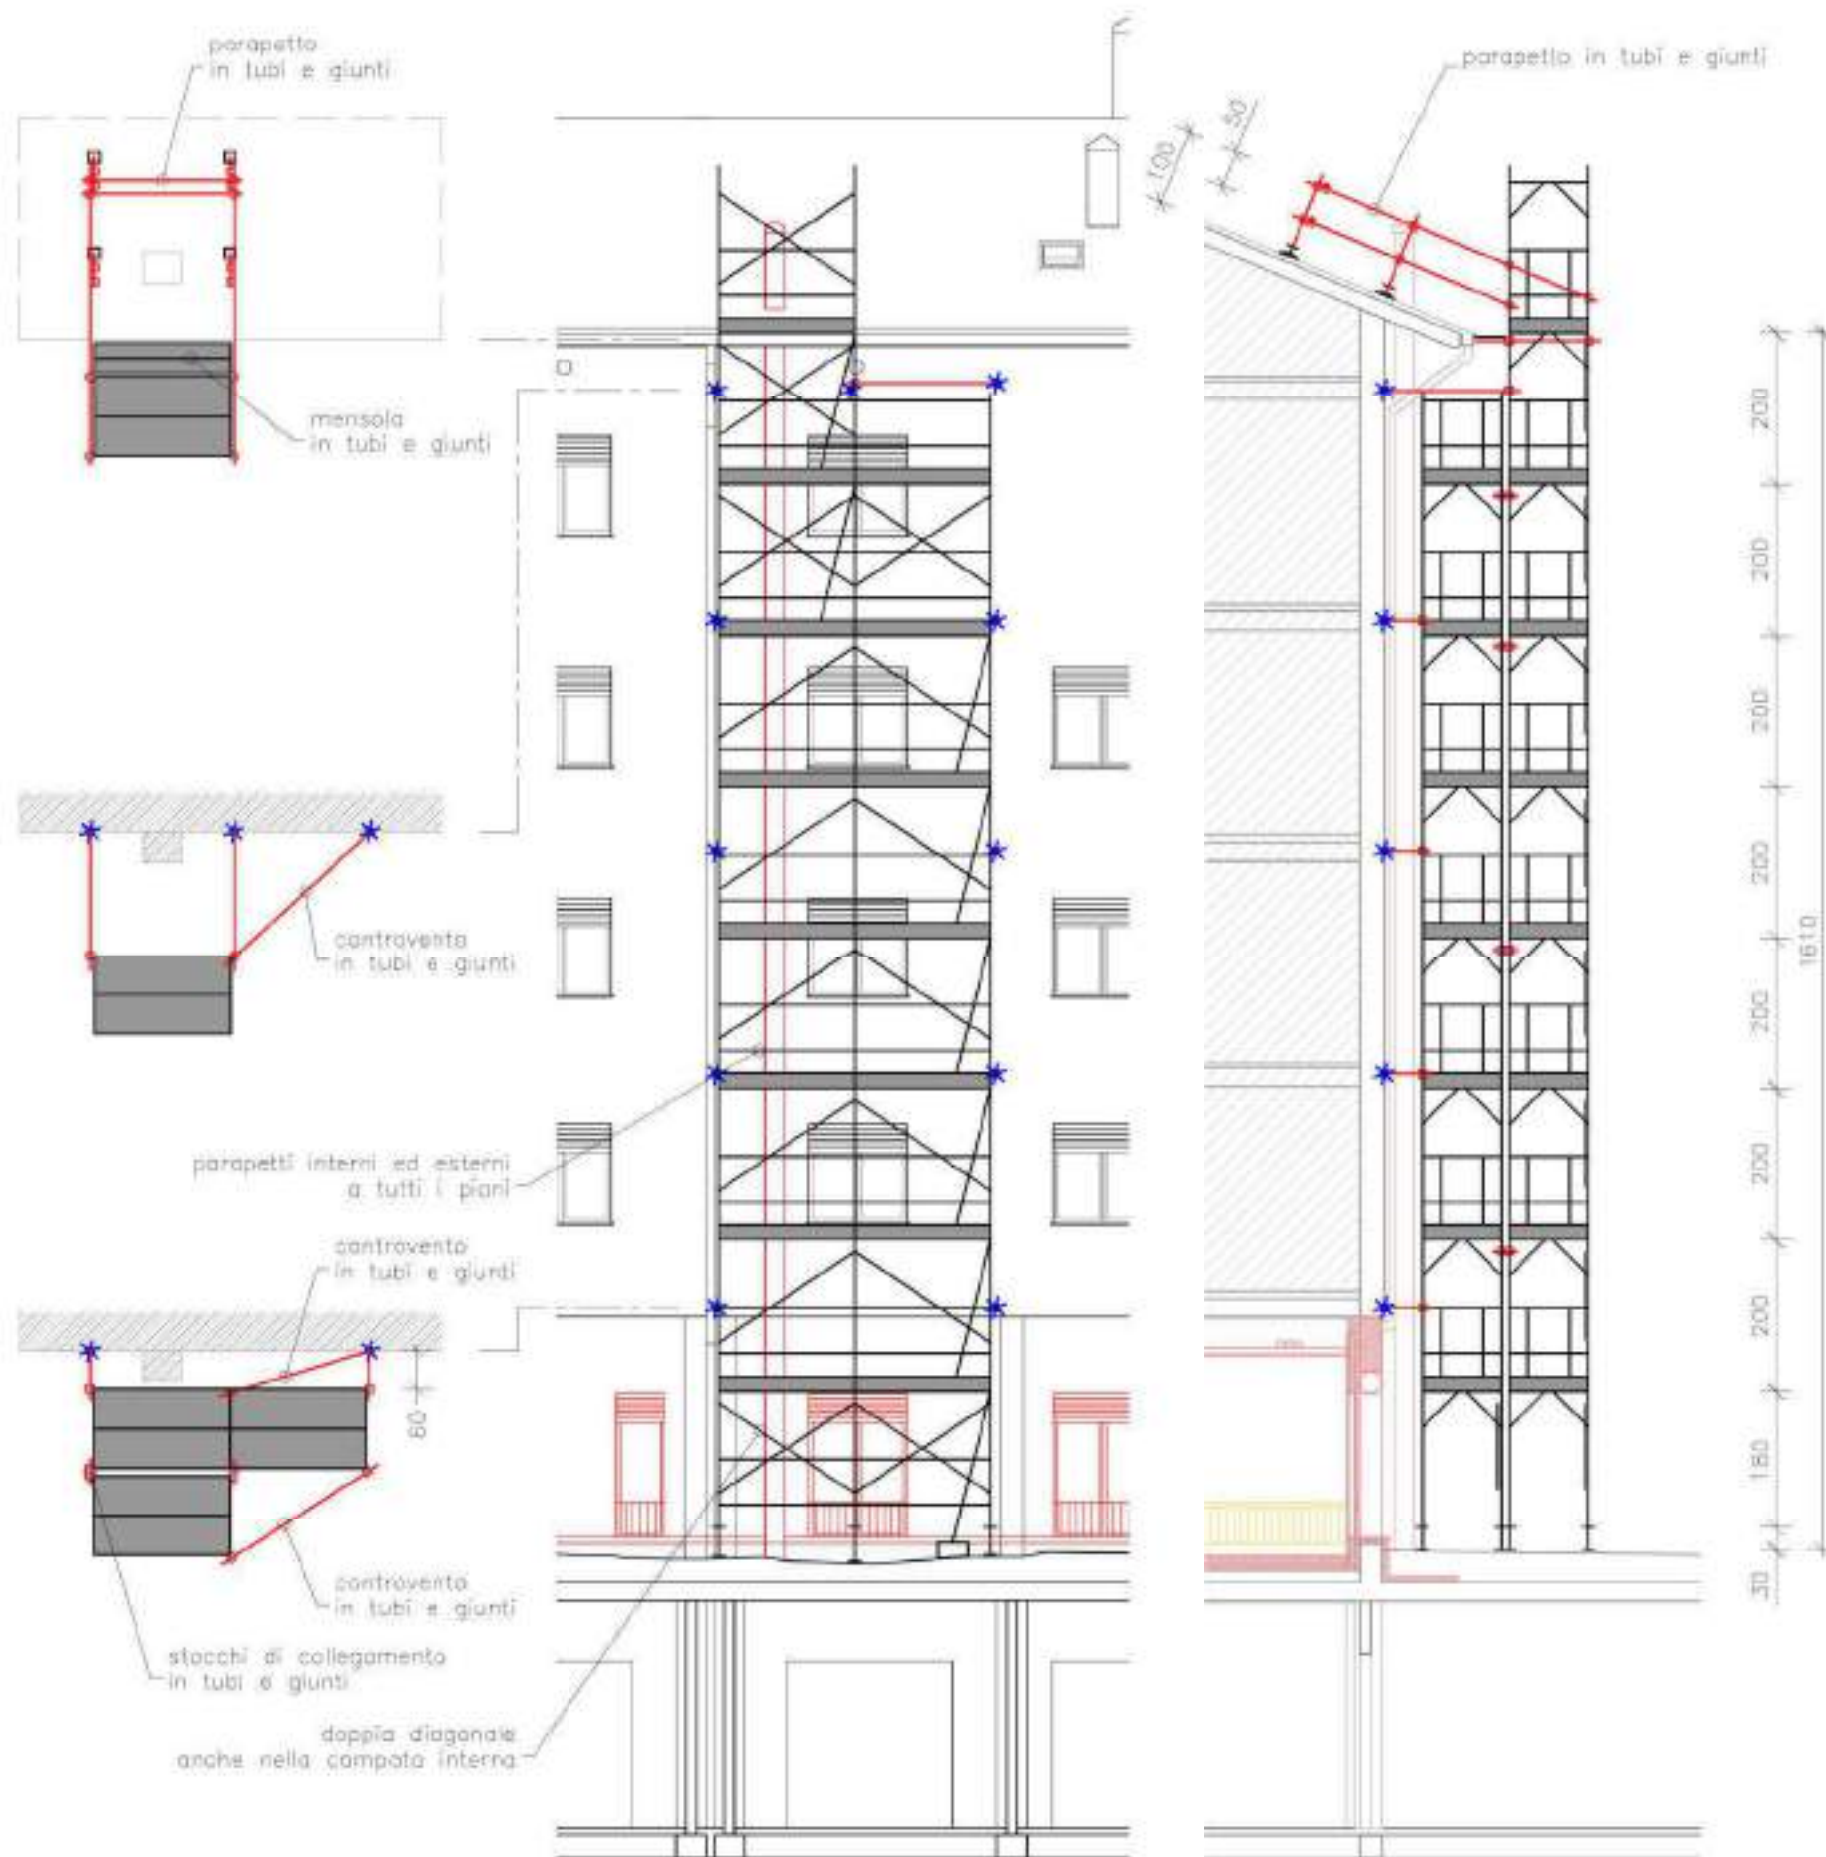 parapetto
in tubi e giunti
mensola
in tubi e giunti
controvento
in tubi e giunti
parapetti interni ed esterni
a tutti i piani
controvento
in tubi e giunti
60
controvento
in tubi e giunti
stocchi di collegamento
in tubi e giunti
doppia diagonale
anche nella campata interna
parapetto in tubi e giunti
100
50
200
200
200
200
200
200
200
180
30
1610